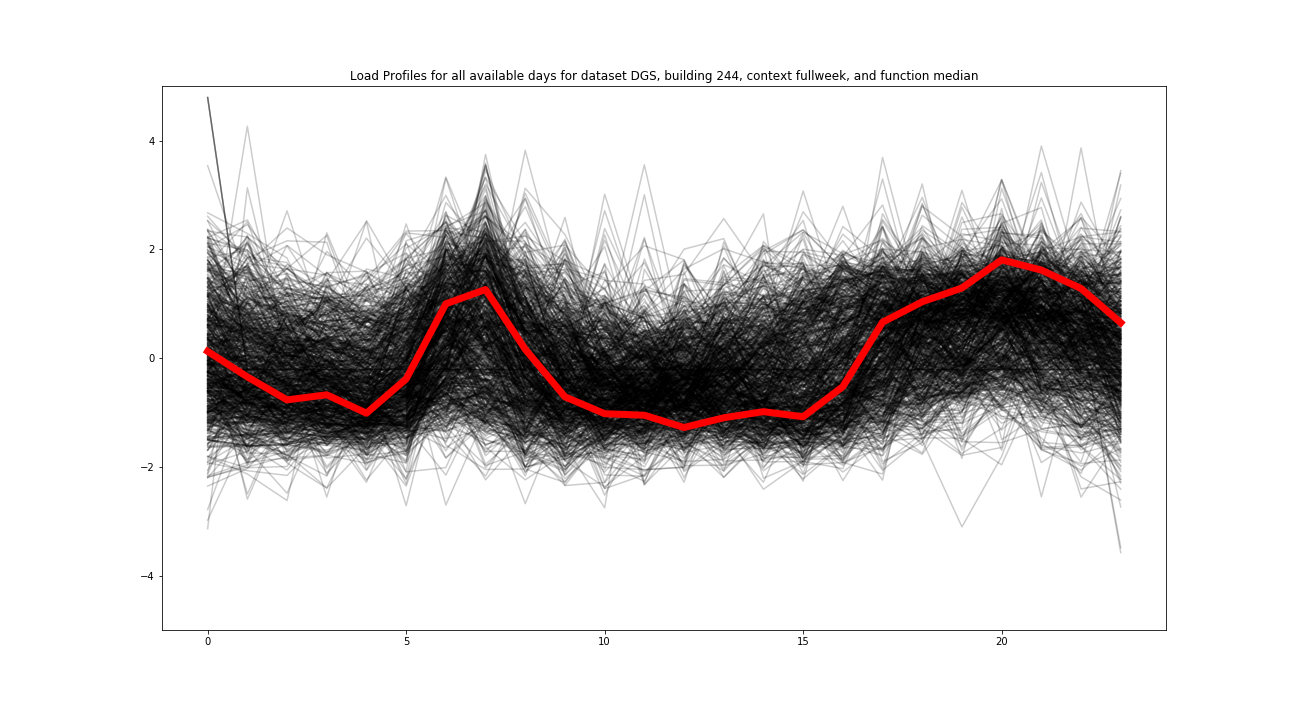 Load Profiles for all available days for dataset DGS, building 244, context fullweek, and function median
4
2
0
−2
−4
0 5 10 15 20